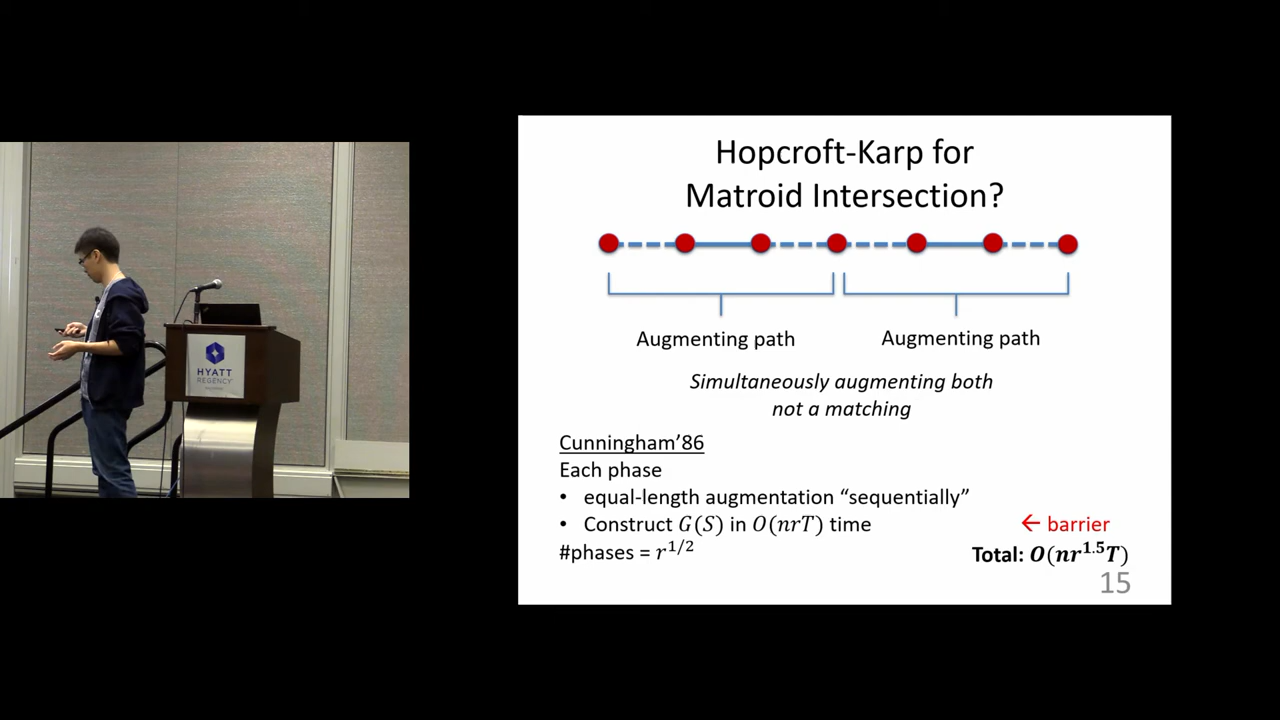 Hopcroft-Karp for
Matroid Intersection?
Augmenting path
Augmenting path
Simultaneously augmenting both
not a matching
Cunningham’86
Each phase
• equal-length augmentation “sequentially”
• Construct G(S) in O(nrT) time
← barrier
#phases = r^{1/2}
Total: O(nr^{1.5}T)
15
HYATT
REGENCY